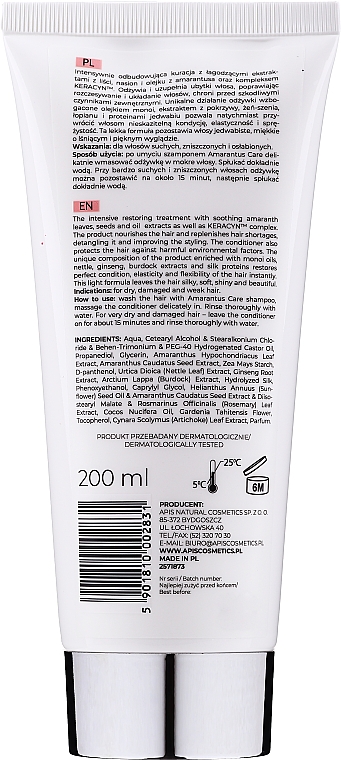 PL
Intensywnie odbudowująca kuracja z łagodzącymi ekstrak-
tami z liści, nasion i olejku z amarantusa oraz kompleksem
KERACYN™. Odżywia i uzupełnia ubytki włosa, poprawiając
rozczesywanie i układanie włosów, chroni przed szkodliwymi
czynnikami zewnętrznymi. Unikalne działanie odżywki wzbo-
gacone olejkiem monoi, ekstraktem z pokrzywy, żeń-szenia,
łopianu i proteinami jedwabiu pozwala natychmiast przy-
wrócić włosom nieskazitelną kondycję, elastyczność i sprę-
żystość. Ta lekka formuła pozostawia włosy jedwabiste, miękkie
o lśniącym i pięknym wyglądzie.
Wskazania: dla włosów suchych, zniszczonych i osłabionych.
Sposób użycia: po umyciu szamponem Amarantus Care deli-
katnie wmasować odżywkę w mokre włosy. Spłukać dokładnie
wodą. Przy bardzo suchych i zniszczonych włosach odżywkę
można pozostawić na około 15 minut, następnie spłukać
dokładnie wodą.
EN
The intensive restoring treatment with soothing amaranth
leaves, seeds and oil extracts as well as KERACYN™ complex.
The product nourishes the hair and replenishes hair shortages,
detangling it and improving the styling. The conditioner also
protects the hair against harmful environmental factors. The
unique composition of the product enriched with monoi oils,
nettle, ginseng, burdock extracts and silk proteins restores
perfect condition, elasticity and flexibility of the hair instantly.
This light formula leaves the hair silky, soft, shiny and beautiful.
Indications: for dry, damaged and weak hair.
How to use: wash the hair with Amarantus Care shampoo,
massage the conditioner delicately in. Rinse thoroughly with
water. For very dry and damaged hair – leave the conditioner
on for about 15 minutes and rinse thoroughly with water.
INGREDIENTS: Aqua, Cetearyl Alcohol & Stearalkonium Chlo-
ride & Behen-Trimonium & PEG-40 Hydrogenated Castor Oil,
Propanediol, Glycerin, Amaranthus Hypochondriacus Leaf
Extract, Amaranthus Caudatus Seed Extract, Zea Mays Starch,
D-panthenol, Urtica Dioica (Nettle Leaf) Extract, Ginseng Root
Extract, Arctium Lappa (Burdock) Extract, Hydrolyzed Silk,
Phenoxyethanol, Capryl Glycol, Helianthus Annuus (Sun-
flower) Seed Oil & Amaranthus Caudatus Seed Extract & Diso-
stearyl Malate & Rosmarinus Officinalis (Rosemary) Leaf
Extract, Cocos Nucifera Oil, Gardenia Tahitensis Flower,
Tocopherol, Cynara Scolymus (Artichoke) Leaf Extract, Parfum.
PRODUKT PRZEBADANY DERMATOLOGICZNIE/
DERMATOLOGICALLY TESTED
200 ml
25°C
5°C
6M
PRODUCENT:
APIS NATURAL COSMETICS SP. Z O.O.
85-372 BYDGOSZCZ
UL. ŁOCHOWSKA 40
TEL./FAX: (52) 320 70 30
E-MAIL: BIURO@APISCOSMETICS.PL
WWW.APISCOSMETICS.PL
MADE IN PL
2571873
Nr serii / Batch number:
Najlepiej zużyć przed końcem/
Best before:
5 901810 002831